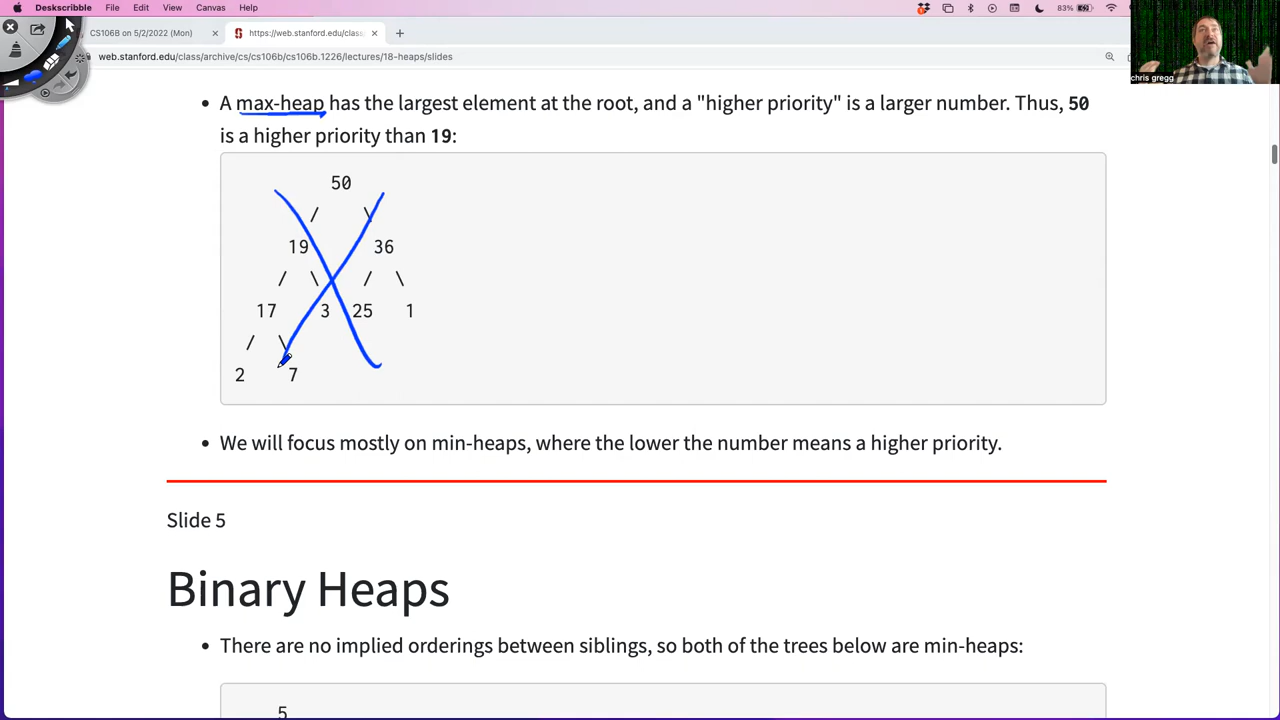 Deskscribble File Edit View Canvas Help 83%
CS106B on 5/2/2022 (Mon) × https://web.stanford.edu/clas × +
web.stanford.edu/class/archive/cs/cs106b/cs106b.1226/lectures/18-heaps/slides
chris gregg
• A max-heap has the largest element at the root, and a "higher priority" is a larger number. Thus, 50
is a higher priority than 19:
50
/ \
19 36
/ \ / \
17 3 25 1
/ \
2 7
• We will focus mostly on min-heaps, where the lower the number means a higher priority.
Slide 5
Binary Heaps
• There are no implied orderings between siblings, so both of the trees below are min-heaps:
5